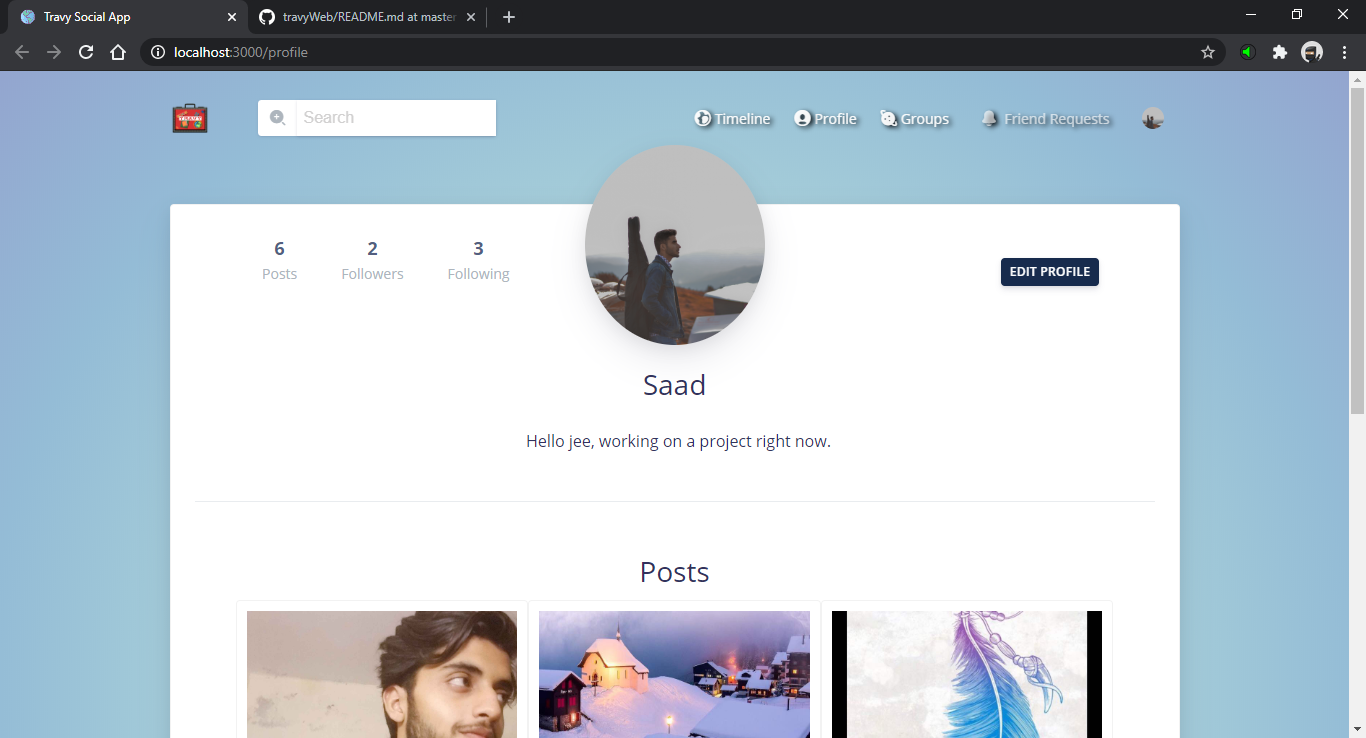 Travy Social App
travyWeb/README.md at master
localhost:3000/profile
TRAVY
Search
Timeline
Profile
Groups
Friend Requests
6
Posts
2
Followers
3
Following
EDIT PROFILE
Saad
Hello jee, working on a project right now.
Posts